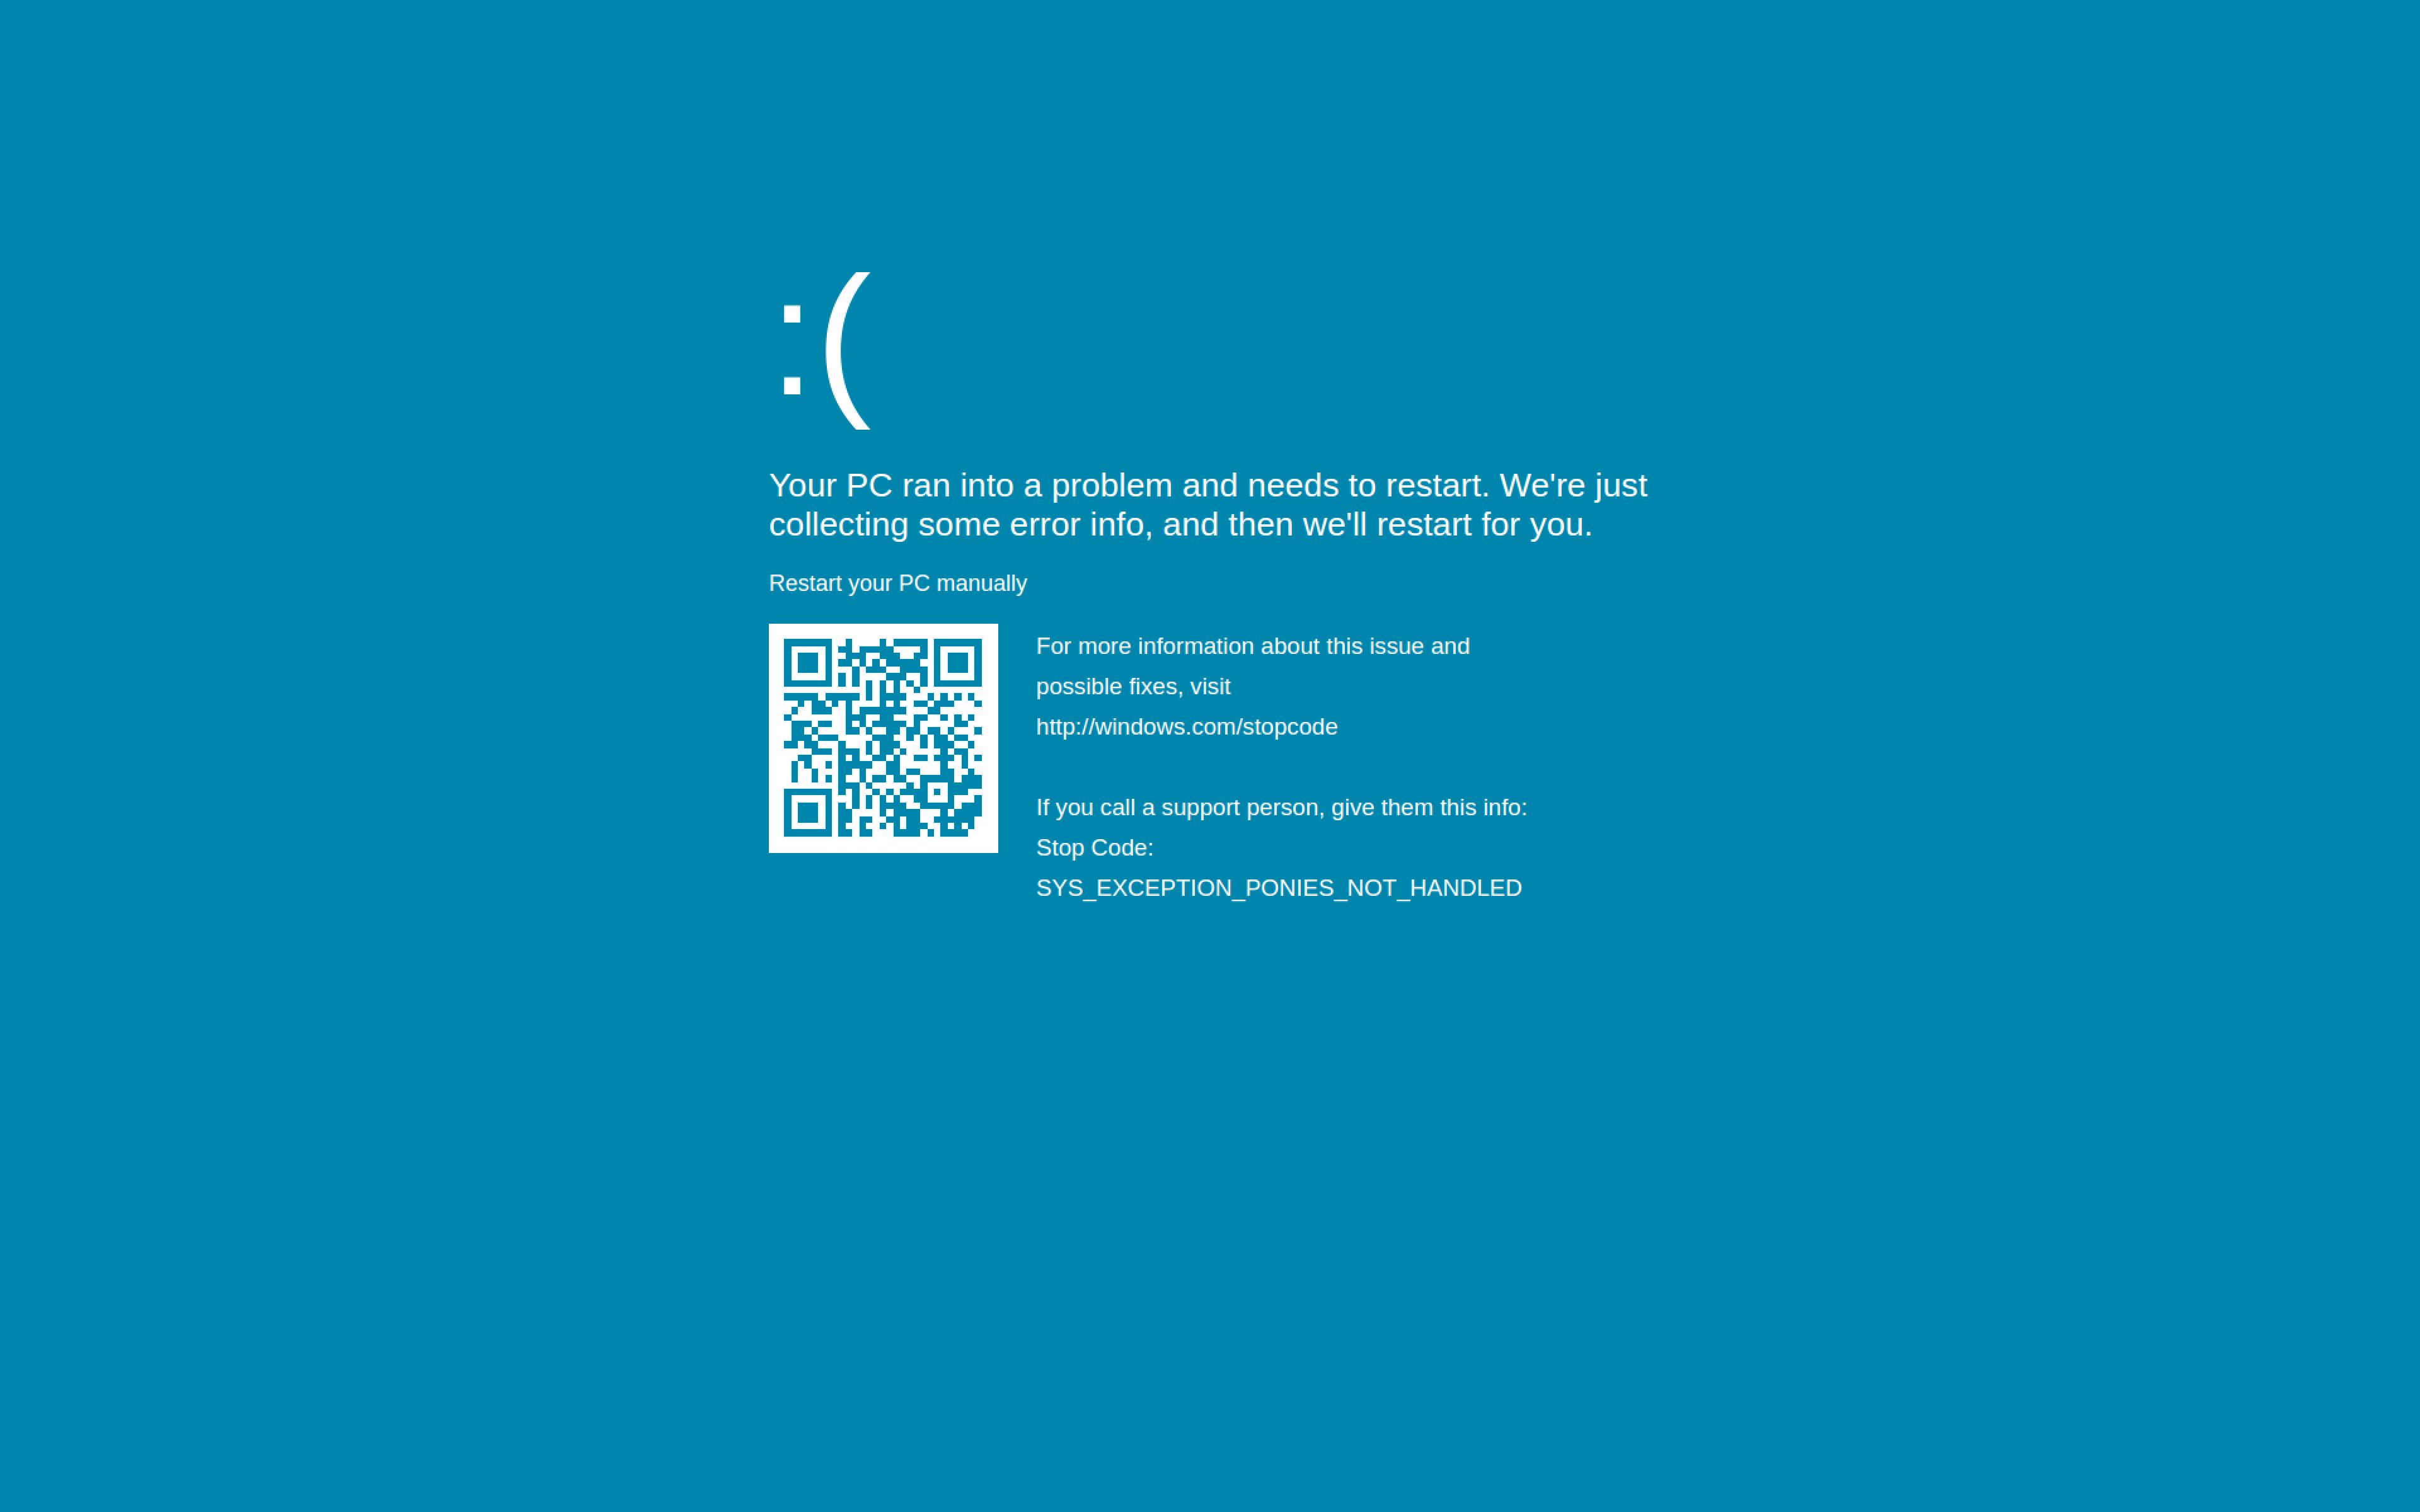 :(
Your PC ran into a problem and needs to restart. We're just
collecting some error info, and then we'll restart for you.
Restart your PC manually
For more information about this issue and
possible fixes, visit
http://windows.com/stopcode
If you call a support person, give them this info:
Stop Code:
SYS_EXCEPTION_PONIES_NOT_HANDLED